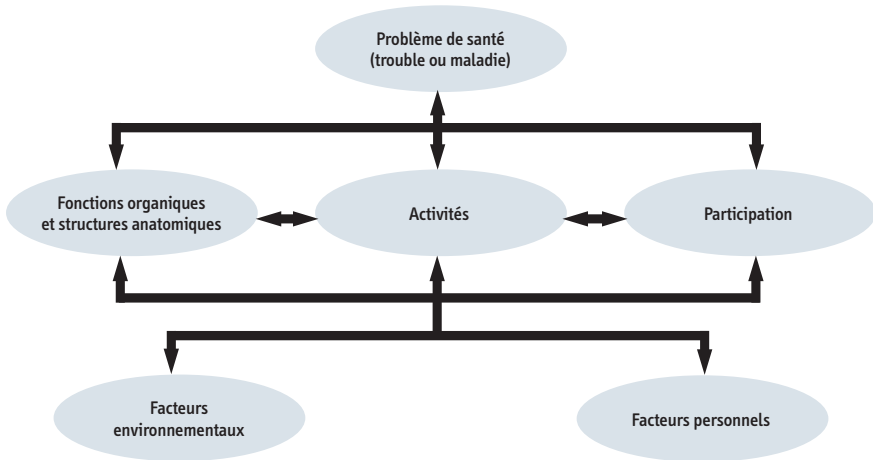 Problème de santé
(trouble ou maladie)
Fonctions organiques
et structures anatomiques
Activités
Participation
Facteurs
environnementaux
Facteurs personnels